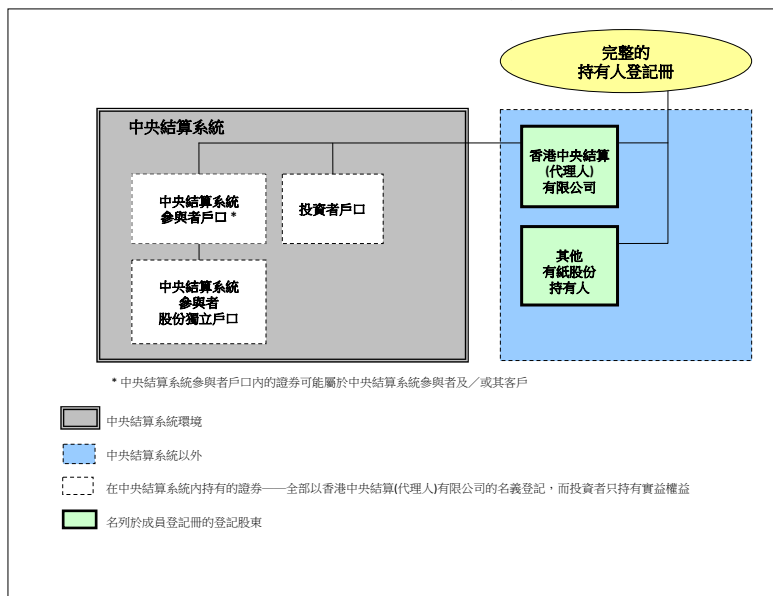 完整的
持有人登記冊
中央結算系統
香港中央結算
(代理人)
有限公司
中央結算系統
參與者戶口 *
投資者戶口
其他
有紙股份
持有人
中央結算系統
參與者
股份獨立戶口
* 中央結算系統參與者戶口內的證券可能屬於中央結算系統參與者及／或其客戶
中央結算系統環境
中央結算系統以外
在中央結算系統內持有的證券──全部以香港中央結算(代理人)有限公司的名義登記，而投資者只持有實益權益
名列於成員登記冊的登記股東